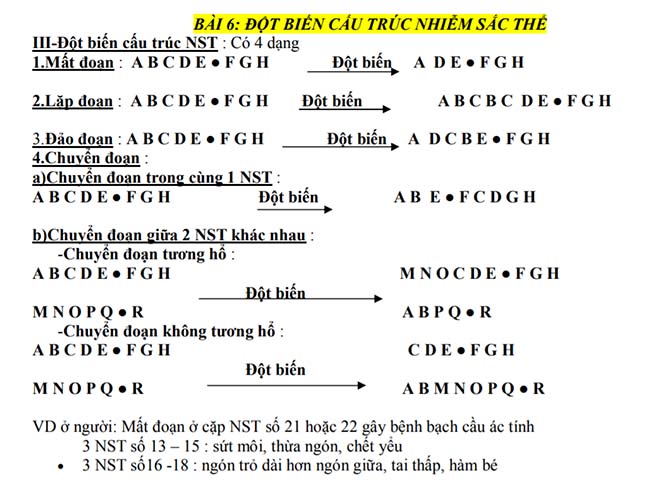 BÀI 6: ĐỘT BIẾN CẤU TRÚC NHIỄM SẮC THỂ
III-Đột biến cấu trúc NST : Có 4 dạng
1.Mất đoạn : A B C D E ● F G H Đột biến A D E ● F G H
2.Lặp đoạn : A B C D E ● F G H Đột biến A B C B C D E ● F G H
3.Đảo đoạn : A B C D E ● F G H Đột biến A D C B E ● F G H
4.Chuyển đoạn :
a)Chuyển đoạn trong cùng 1 NST :
A B C D E ● F G H Đột biến A B E ● F C D G H
b)Chuyển đoạn giữa 2 NST khác nhau :
-Chuyển đoạn tương hổ :
A B C D E ● F G H M N O C D E ● F G H
Đột biến
M N O P Q ● R A B P Q ● R
-Chuyển đoạn không tương hổ :
A B C D E ● F G H C D E ● F G H
Đột biến
M N O P Q ● R A B M N O P Q ● R
VD ở người: Mất đoạn ở cặp NST số 21 hoặc 22 gây bệnh bạch cầu ác tính
3 NST số 13 – 15 : sứt môi, thừa ngón, chết yểu
• 3 NST số16 -18 : ngón trỏ dài hơn ngón giữa, tai thấp, hàm bé